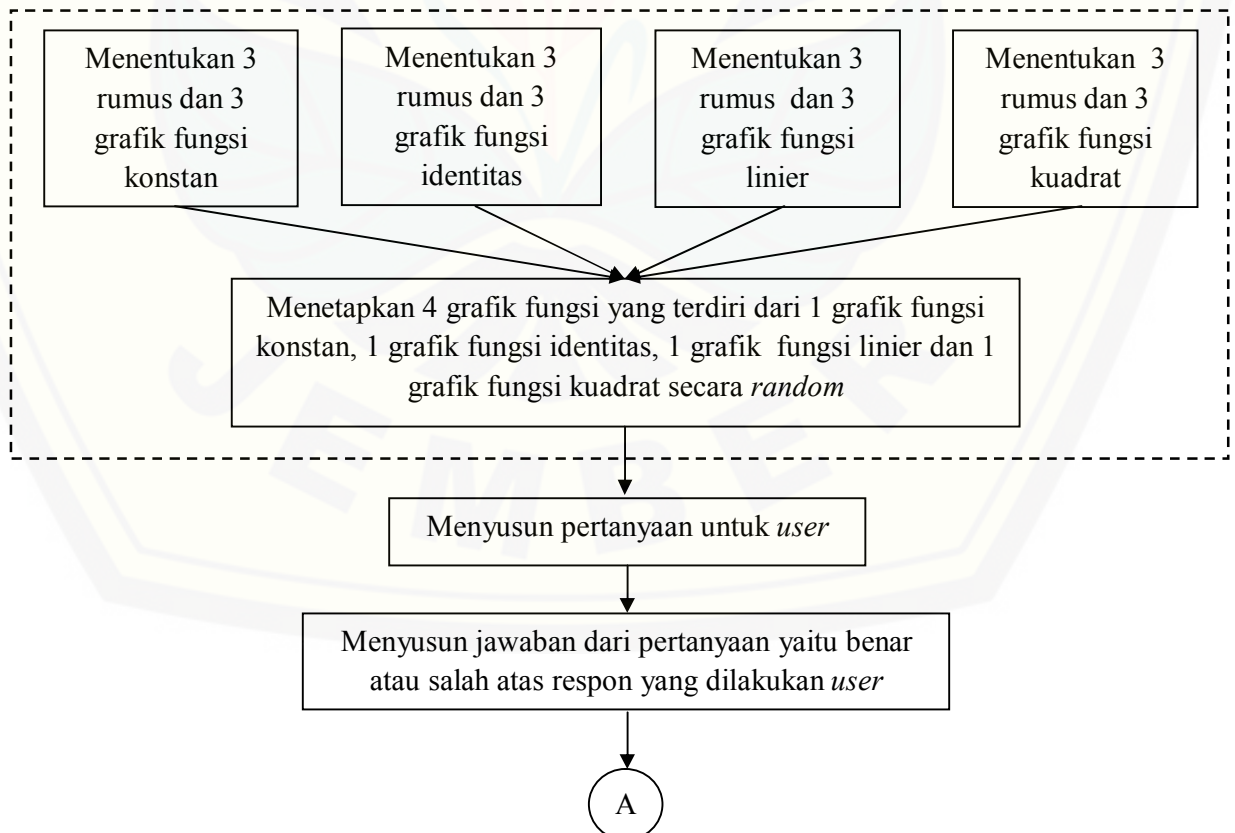 Menentukan 3
rumus dan 3
grafik fungsi
konstan
Menentukan 3
rumus dan 3
grafik fungsi
identitas
Menentukan 3
rumus dan 3
grafik fungsi
linier
Menentukan 3
rumus dan 3
grafik fungsi
kuadrat
Menetapkan 4 grafik fungsi yang terdiri dari 1 grafik fungsi
konstan, 1 grafik fungsi identitas, 1 grafik fungsi linier dan 1
grafik fungsi kuadrat secara random
JEMBER
Menyusun pertanyaan untuk user
Menyusun jawaban dari pertanyaan yaitu benar
atau salah atas respon yang dilakukan user
A